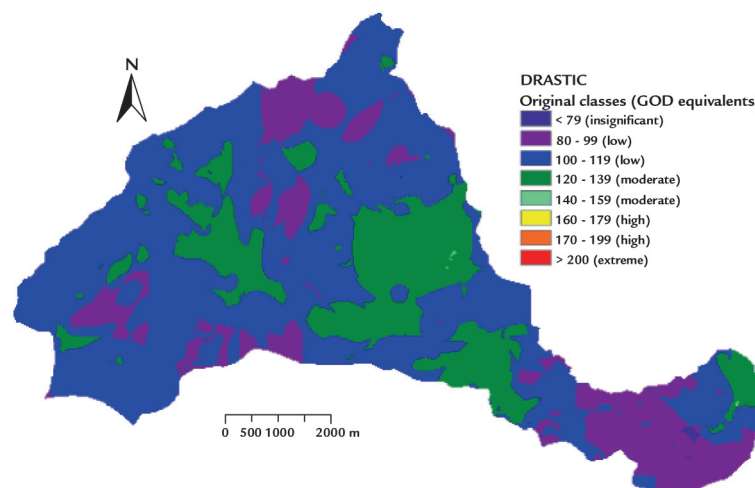 N
DRASTIC
Original classes (GOD equivalents
< 79 (insignificant)
80 - 99 (low)
100 - 119 (low)
120 - 139 (moderate)
140 - 159 (moderate)
160 - 179 (high)
170 - 199 (high)
> 200 (extreme)
0 500 1000 2000 m